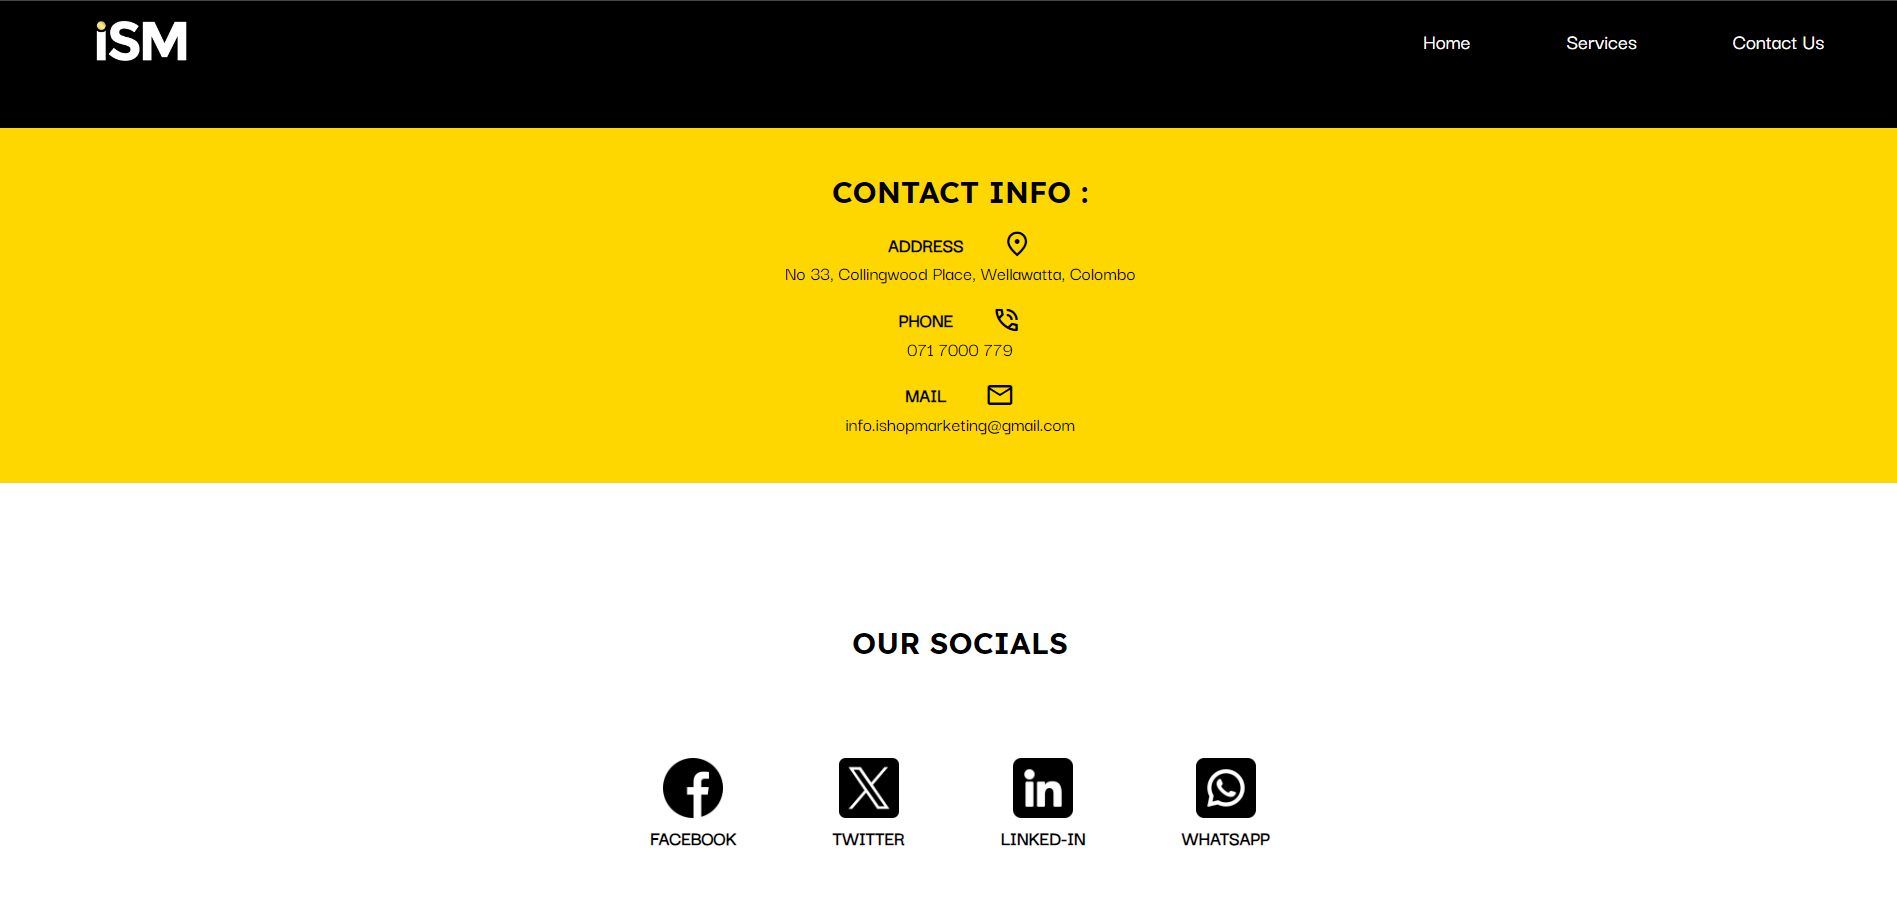 iSM
Home Services Contact Us
CONTACT INFO :
ADDRESS
No 33, Collingwood Place, Wellawatta, Colombo
PHONE
071 7000 779
MAIL
info.ishopmarketing@gmail.com
OUR SOCIALS
FACEBOOK TWITTER LINKED-IN WHATSAPP